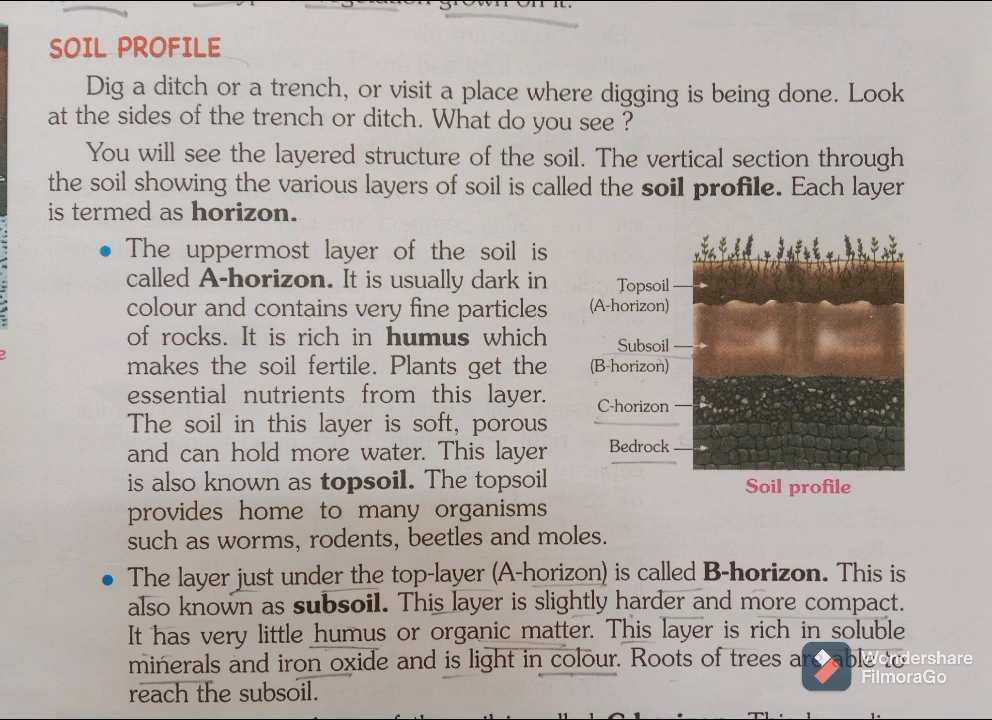 SOIL PROFILE
Dig a ditch or a trench, or visit a place where digging is being done. Look
at the sides of the trench or ditch. What do you see ?
You will see the layered structure of the soil. The vertical section through
the soil showing the various layers of soil is called the soil profile. Each layer
is termed as horizon.
• The uppermost layer of the soil is
called A-horizon. It is usually dark in
colour and contains very fine particles
of rocks. It is rich in humus which
makes the soil fertile. Plants get the
essential nutrients from this layer.
The soil in this layer is soft, porous
and can hold more water. This layer
is also known as topsoil. The topsoil
provides home to many organisms
such as worms, rodents, beetles and moles.
Topsoil
(A-horizon)
Subsoil
(B-horizon)
C-horizon
Bedrock
Soil profile
• The layer just under the top-layer (A-horizon) is called B-horizon. This is
also known as subsoil. This layer is slightly harder and more compact.
It has very little humus or organic matter. This layer is rich in soluble
minerals and iron oxide and is light in colour. Roots of trees are able to
reach the subsoil.
Wondershare
FilmoraGo